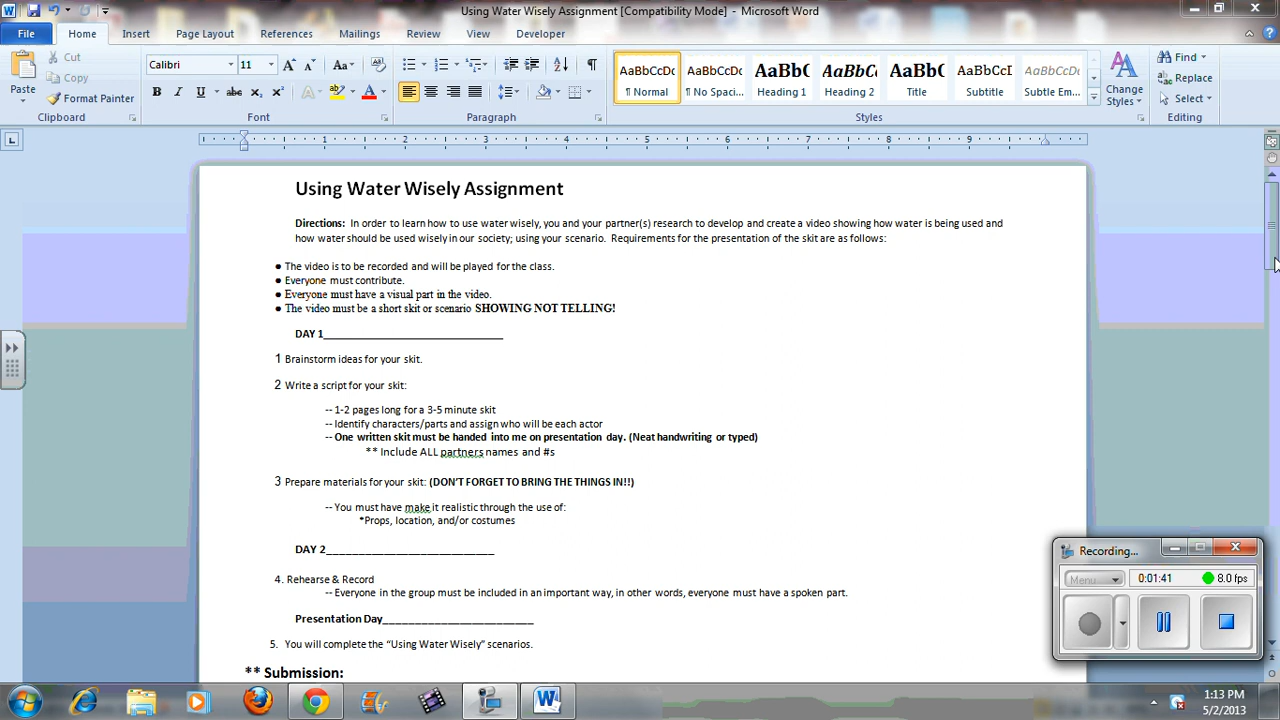 Using Water Wisely Assignment [Compatibility Mode] - Microsoft Word
File Home Insert Page Layout References Mailings Review View Developer
Paste
Cut
Copy
Format Painter
Clipboard
Calibri 11
Font
Paragraph
AaBbCcDc AaBbCcDc AaBbC AaBbCc AaBbC AaBbCcDc AaBbCcDc
¶ Normal ¶ No Spaci... Heading 1 Heading 2 Title Subtitle Subtle Em...
Change Styles
Styles
Find
Replace
Select
Editing
1 2 3 4 5 6 7 8 9
Using Water Wisely Assignment
Directions: In order to learn how to use water wisely, you and your partner(s) research to develop and create a video showing how water is being used and
how water should be used wisely in our society; using your scenario. Requirements for the presentation of the skit are as follows:
● The video is to be recorded and will be played for the class.
● Everyone must contribute.
● Everyone must have a visual part in the video.
● The video must be a short skit or scenario SHOWING NOT TELLING!
DAY 1____________________________
1 Brainstorm ideas for your skit.
2 Write a script for your skit:
-- 1-2 pages long for a 3-5 minute skit
-- Identify characters/parts and assign who will be each actor
-- One written skit must be handed into me on presentation day. (Neat handwriting or typed)
** Include ALL partners names and #s
3 Prepare materials for your skit: (DON'T FORGET TO BRING THE THINGS IN!!)
-- You must have make it realistic through the use of:
*Props, location, and/or costumes
DAY 2__________________________
4. Rehearse & Record
-- Everyone in the group must be included in an important way, in other words, everyone must have a spoken part.
Presentation Day_______________________
5. You will complete the “Using Water Wisely” scenarios.
** Submission:
Recording...
Menu 0:01:41 8.0 fps
1:13 PM
5/2/2013